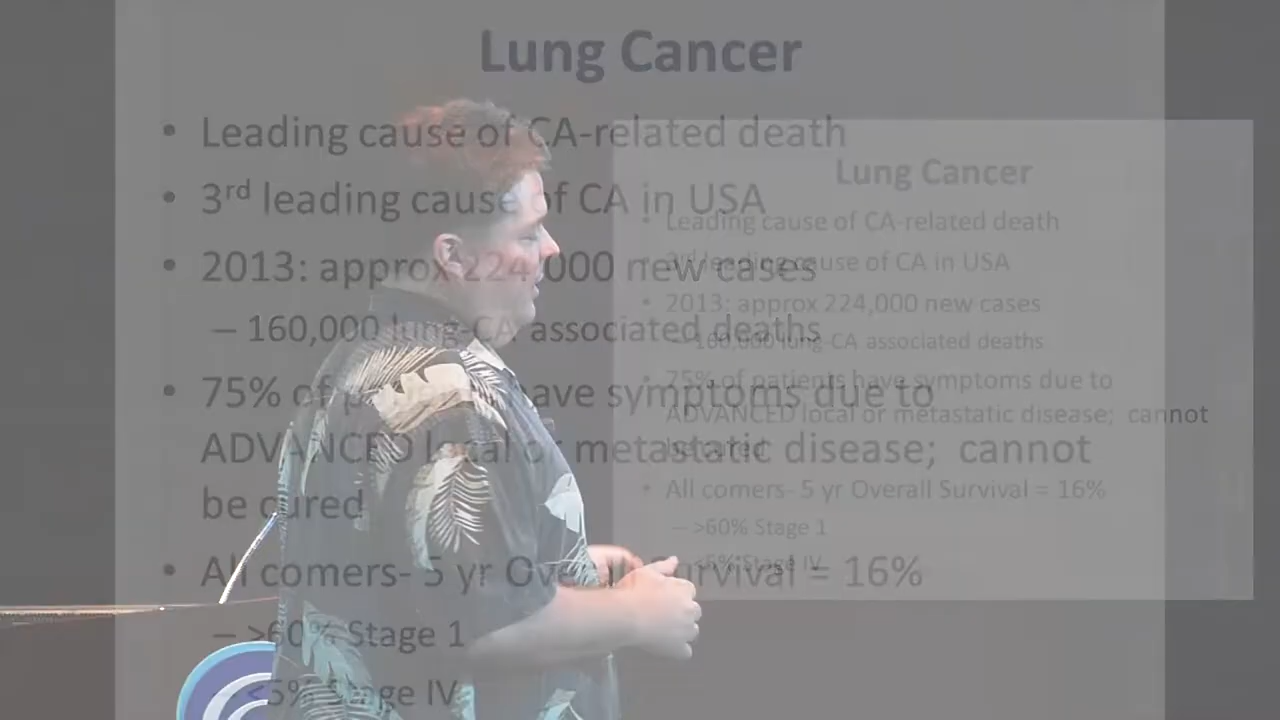 Lung Cancer
• Leading cause of CA-related death
• 3rd leading cause of CA in USA
• 2013: approx 224,000 new cases
– 160,000 lung-CA associated deaths
• 75% of patients have symptoms due to
ADVANCED local or metastatic disease; cannot
be cured
• All comers- 5 yr Overall Survival = 16%
– >60% Stage 1
– <5% Stage IV
Lung Cancer
• Leading cause of CA-related death
• 3rd leading cause of CA in USA
• 2013: approx 224,000 new cases
– 160,000 lung-CA associated deaths
• 75% of patients have symptoms due to
ADVANCED local or metastatic disease; cannot
be cured
• All comers- 5 yr Overall Survival = 16%
– >60% Stage 1
– <5% Stage IV